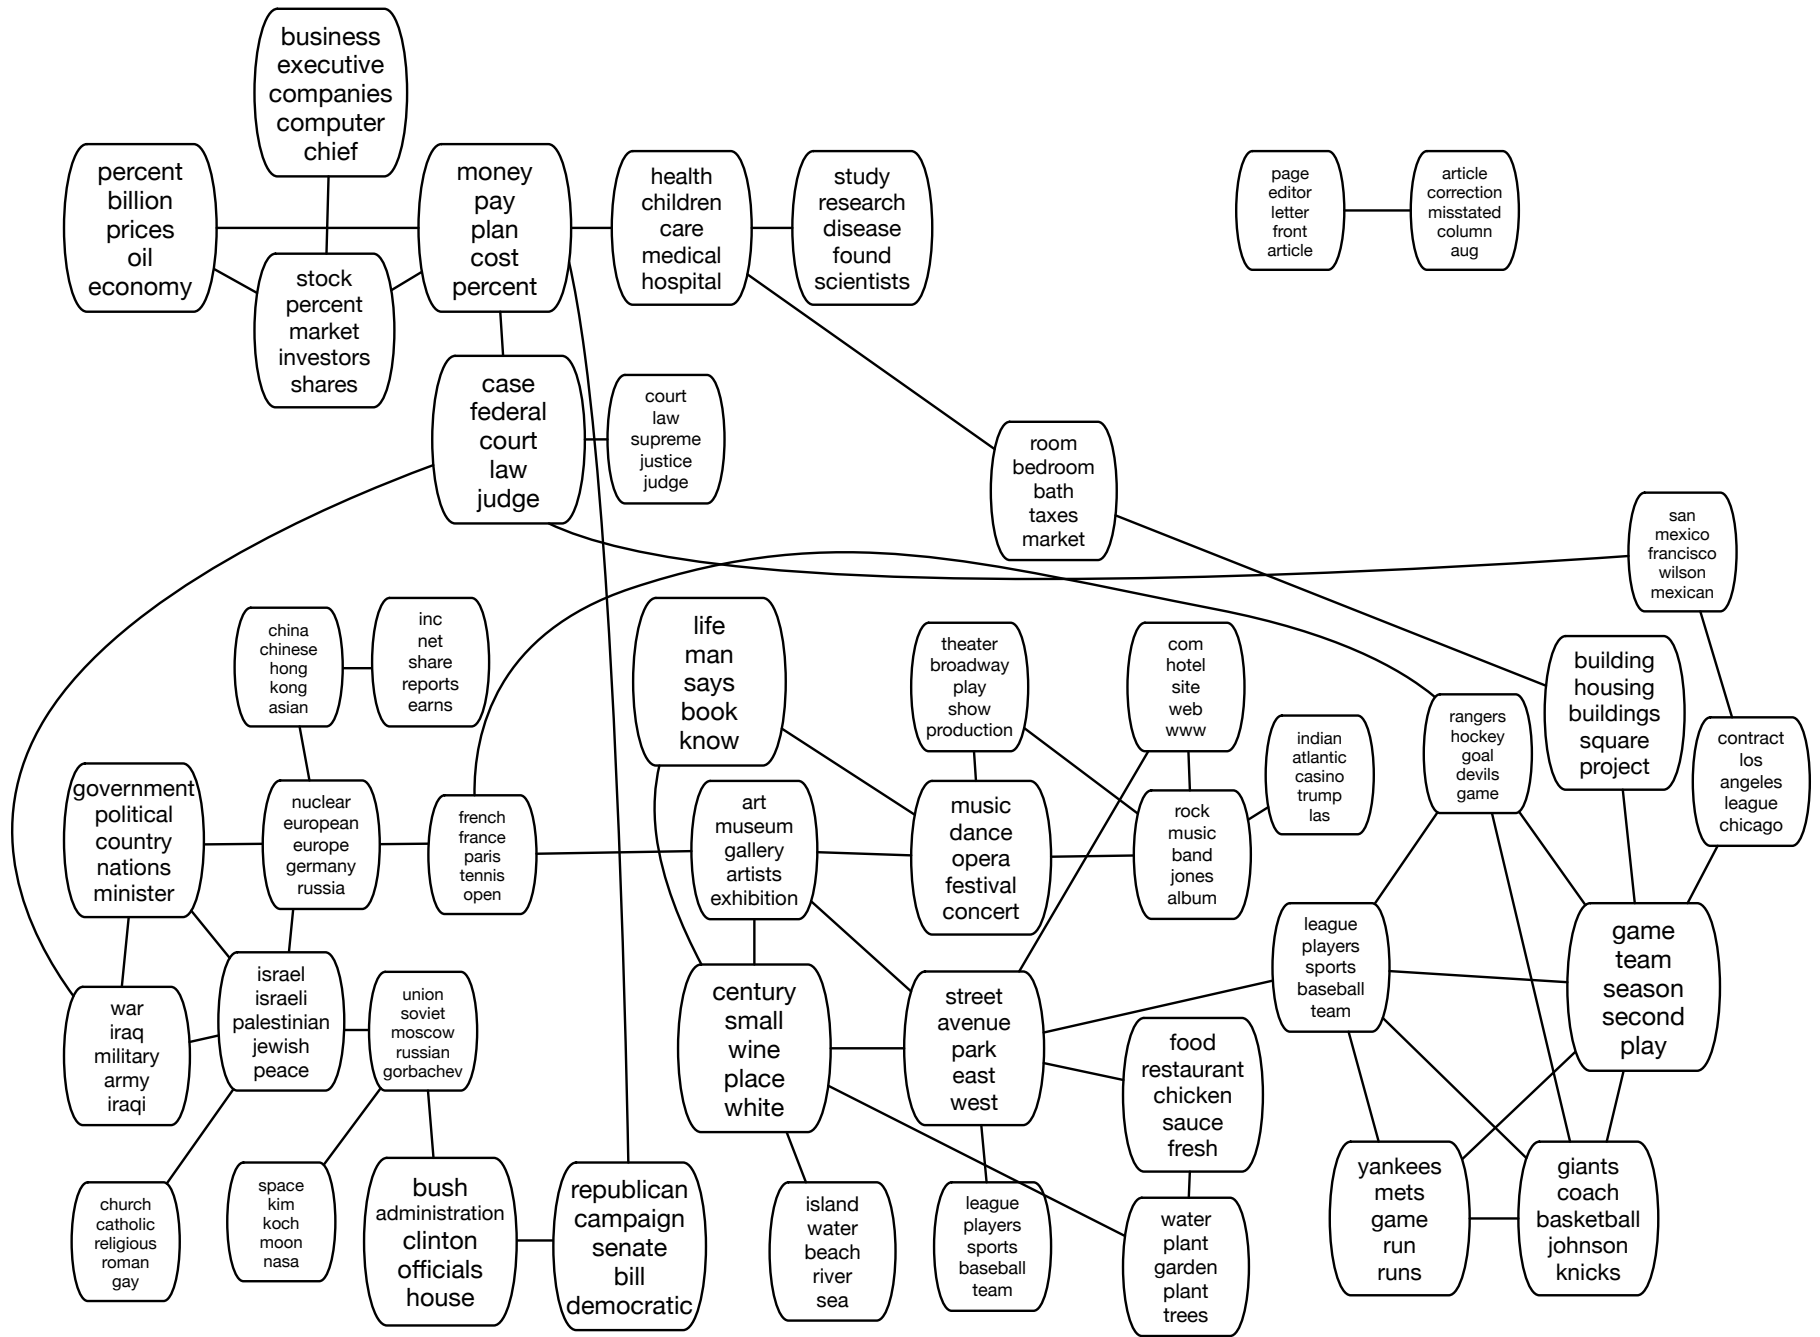 business
executive
companies
computer
chief
percent
billion
prices
oil
economy
money
pay
plan
cost
percent
health
children
care
medical
hospital
study
research
disease
found
scientists
page
editor
letter
front
article
article
correction
misstated
column
aug
stock
percent
market
investors
shares
case
federal
court
law
judge
court
law
supreme
justice
judge
room
bedroom
bath
taxes
market
san
mexico
francisco
wilson
mexican
china
chinese
hong
kong
asian
inc
net
share
reports
earns
life
man
says
book
know
theater
broadway
play
show
production
com
hotel
site
web
www
building
housing
buildings
square
project
rangers
hockey
goal
devils
game
indian
atlantic
casino
trump
las
contract
los
angeles
league
chicago
government
political
country
nations
minister
nuclear
european
europe
germany
russia
french
france
paris
tennis
open
art
museum
gallery
artists
exhibition
music
dance
opera
festival
concert
rock
music
band
jones
album
league
players
sports
baseball
team
game
team
season
second
play
war
iraq
military
army
iraqi
israel
israeli
palestinian
jewish
peace
union
soviet
moscow
russian
gorbachev
century
small
wine
place
white
street
avenue
park
east
west
food
restaurant
chicken
sauce
fresh
church
catholic
religious
roman
gay
space
kim
koch
moon
nasa
bush
administration
clinton
officials
house
republican
campaign
senate
bill
democratic
island
water
beach
river
sea
league
players
sports
baseball
team
water
plant
garden
plant
trees
yankees
mets
game
run
runs
giants
coach
basketball
johnson
knicks